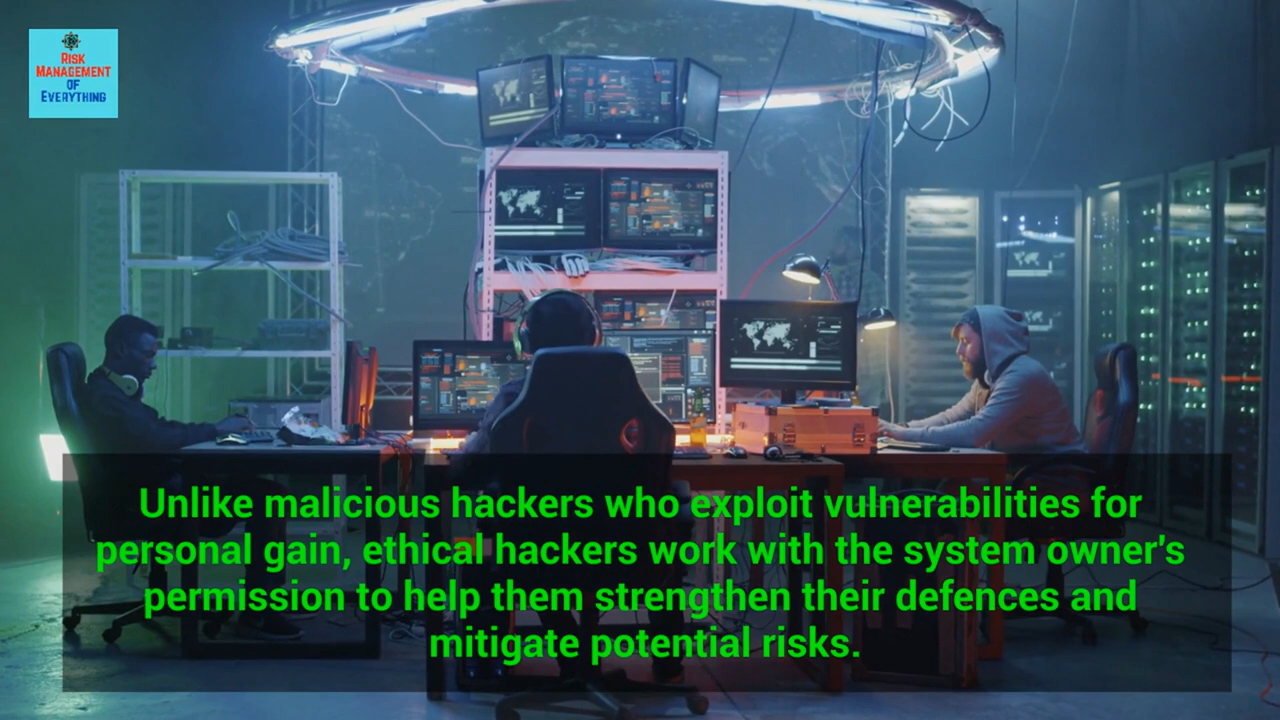 RISK
MANAGEMENT
OF
EVERYTHING
Unlike malicious hackers who exploit vulnerabilities for
personal gain, ethical hackers work with the system owner's
permission to help them strengthen their defences and
mitigate potential risks.